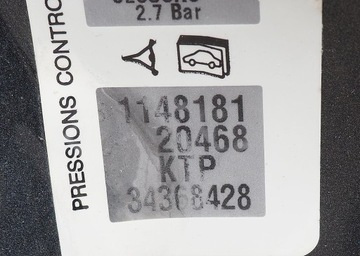 2.7 Bar
PRESSIONS CONTRO
1148181
20468
KTP
34368428